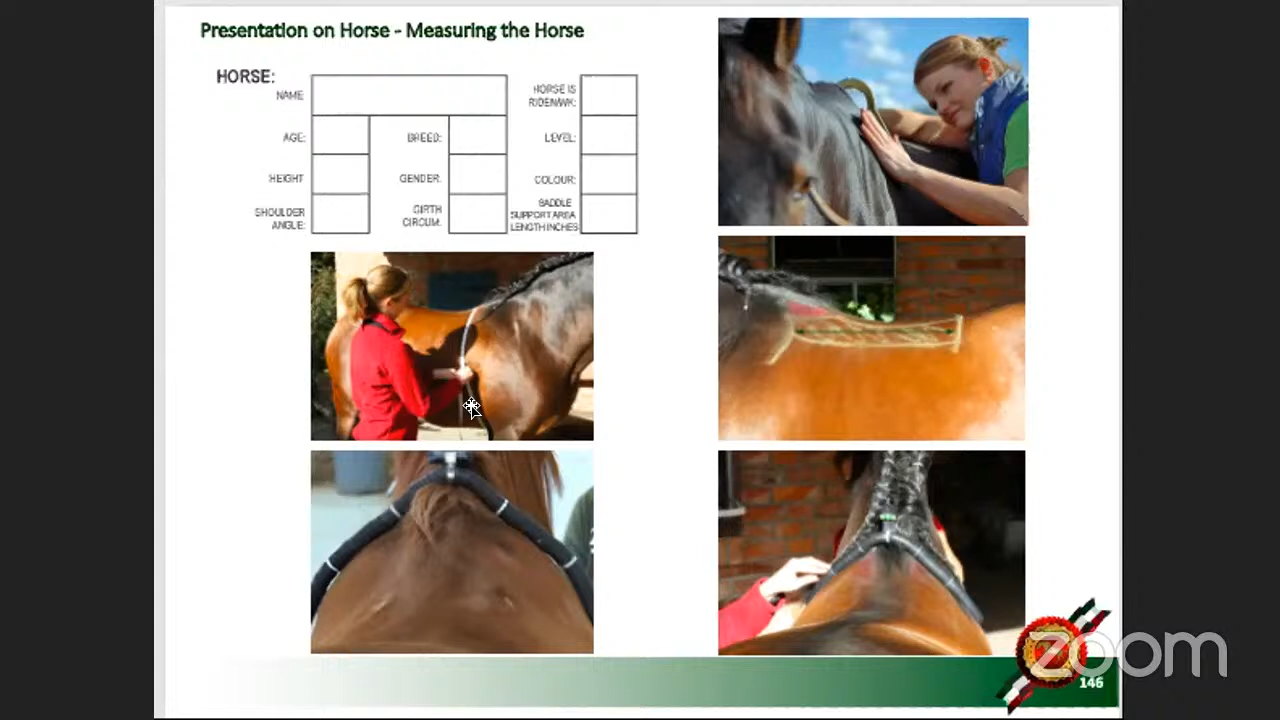 Presentation on Horse - Measuring the Horse
HORSE:
NAME
HORSE IS
RIDEN/WK:
AGE:
BREED:
LEVEL:
HEIGHT
GENDER:
COLOUR:
SHOULDER
ANGLE:
GIRTH
CIRCUM.
SADDLE
SUPPORT AREA
LENGTH INCHES
zoom
146